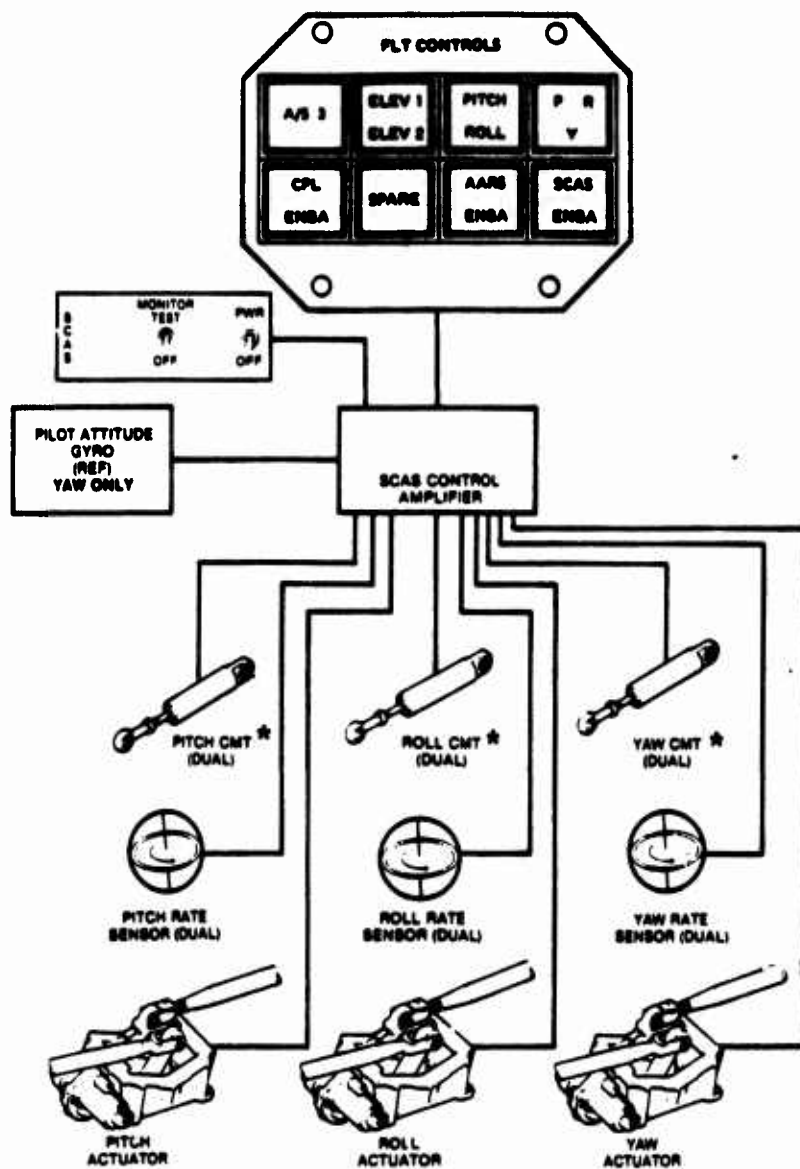 FLT CONTROLS
A/S 3
ELEV 1
ELEV 2
PITCH
ROLL
P R
Y
CPL
ENGA
SPARE
AARS
ENGA
SCAS
ENGA
SCAS
MONITOR
TEST
OFF
PWR
OFF
PILOT ATTITUDE
GYRO
(REF)
YAW ONLY
SCAS CONTROL
AMPLIFIER
PITCH CMT *
(DUAL)
ROLL CMT *
(DUAL)
YAW CMT *
(DUAL)
PITCH RATE
SENSOR (DUAL)
ROLL RATE
SENSOR (DUAL)
YAW RATE
SENSOR (DUAL)
PITCH
ACTUATOR
ROLL
ACTUATOR
YAW
ACTUATOR